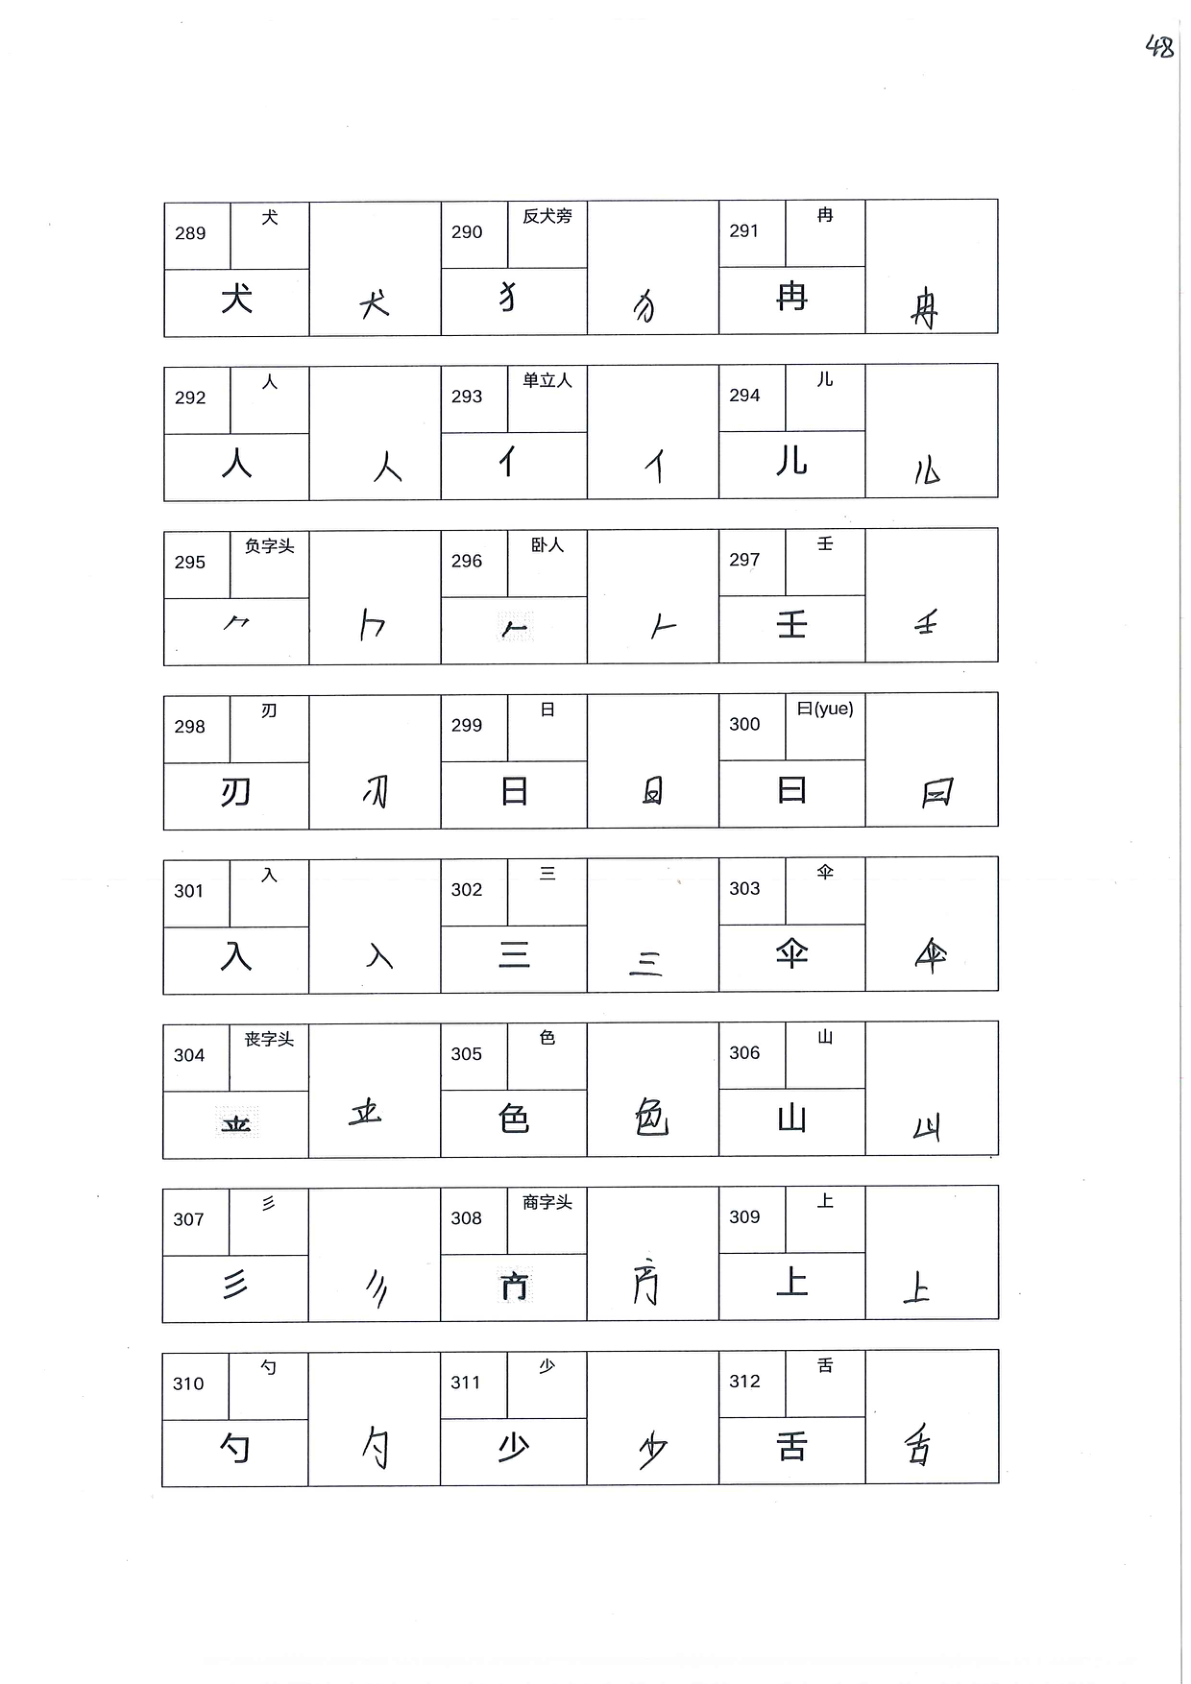 48
289 犬 290 反犬旁 291 冉
犬 犬 犭 犭 冉 冉
292 人 293 单立人 294 儿
人 人 亻 亻 儿 儿
295 负字头 296 卧人 297 壬
⺈ ⺈ 𠂉 𠂉 壬 壬
298 刃 299 日 300 曰(yue)
刃 刃 日 日 曰 曰
301 入 302 三 303 伞
入 入 三 三 伞 伞
304 丧字头 305 色 306 山
色 色 山 山
307 彡 308 商字头 309 上
彡 彡 上 上
310 勺 311 少 312 舌
勺 勺 少 少 舌 舌